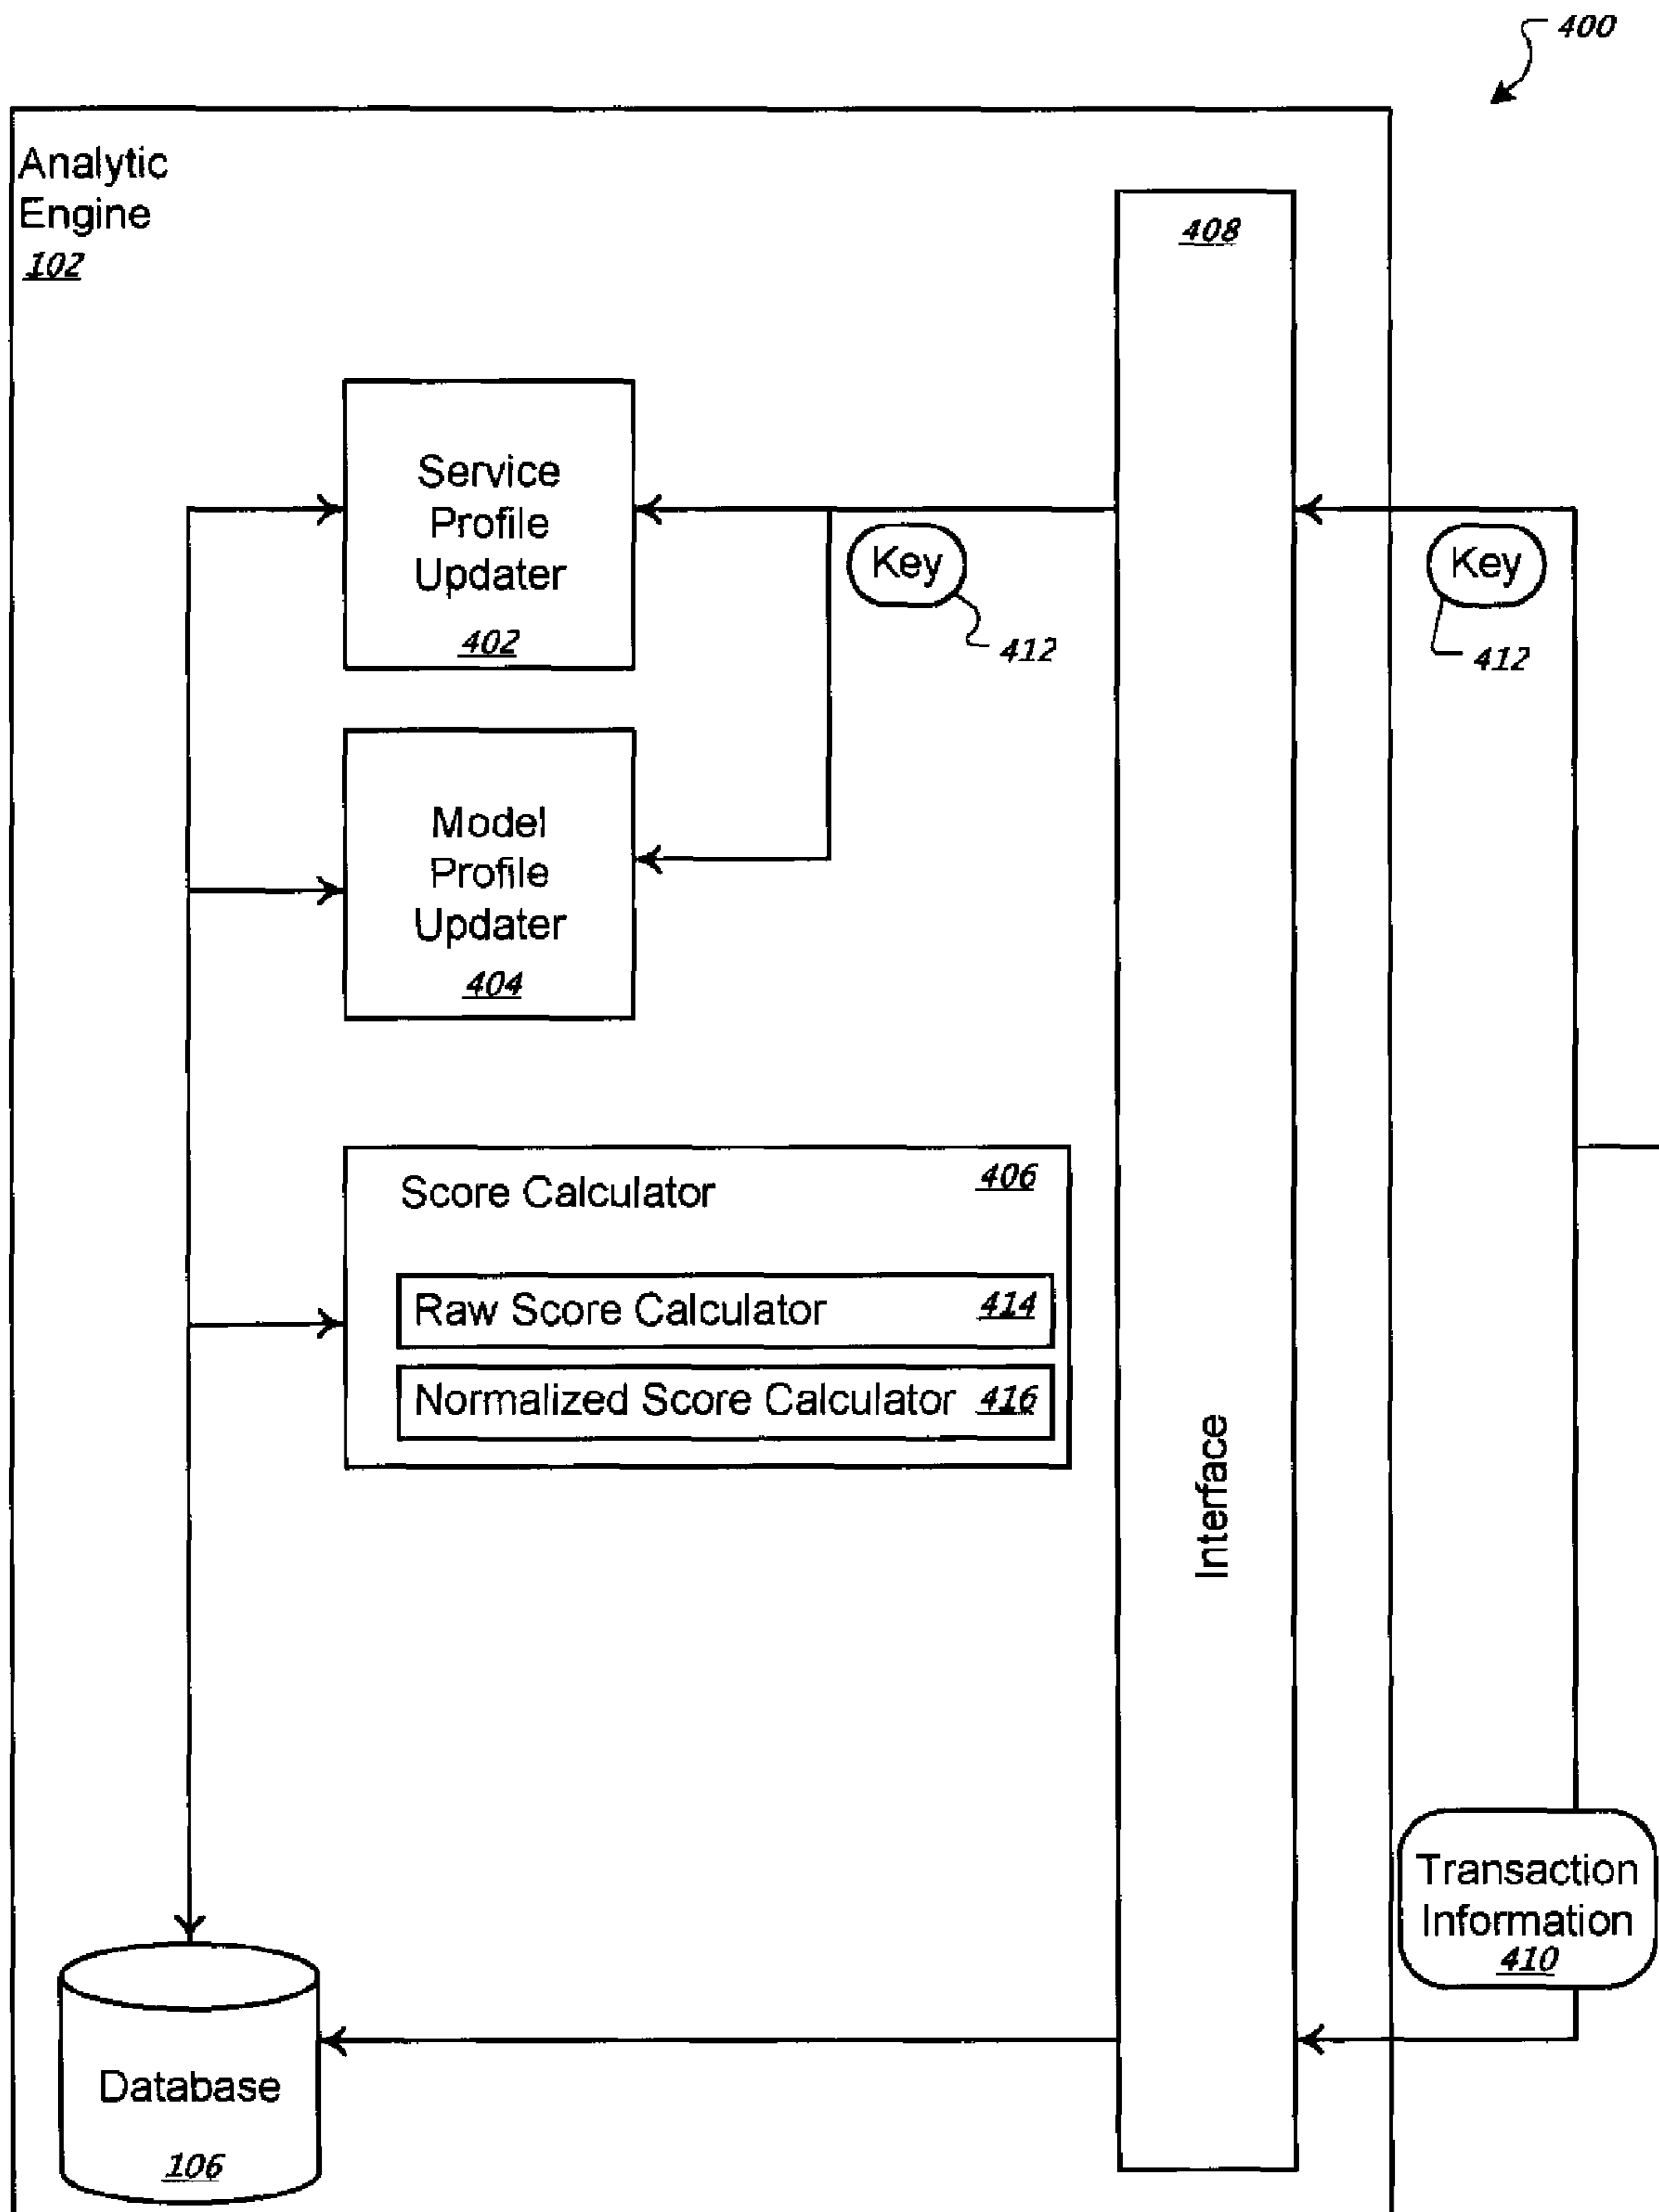 400
Analytic
Engine
102
408
Service
Profile
Updater
402
Key
412
Key
412
Model
Profile
Updater
404
Score Calculator 406
Raw Score Calculator 414
Normalized Score Calculator 416
Interface
Transaction
Information
410
Database
106